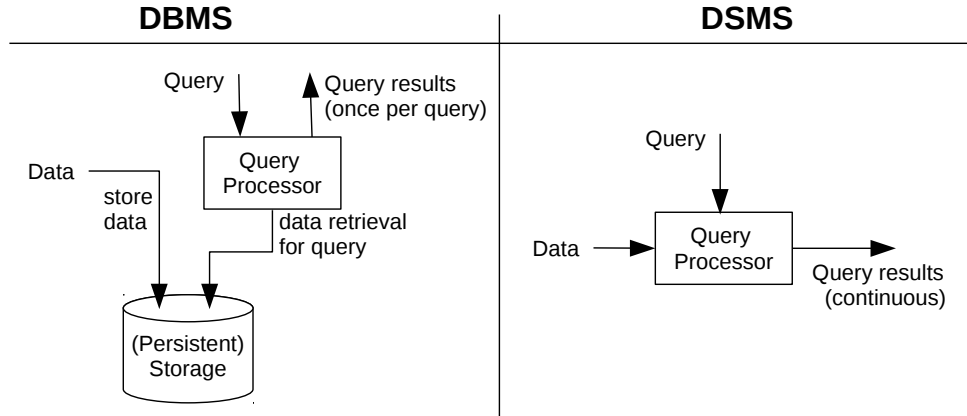 DBMS
DSMS
Query
Query results
(once per query)
Query
Processor
Data
store
data
data retrieval
for query
(Persistent)
Storage
Query
Data
Query
Processor
Query results
(continuous)